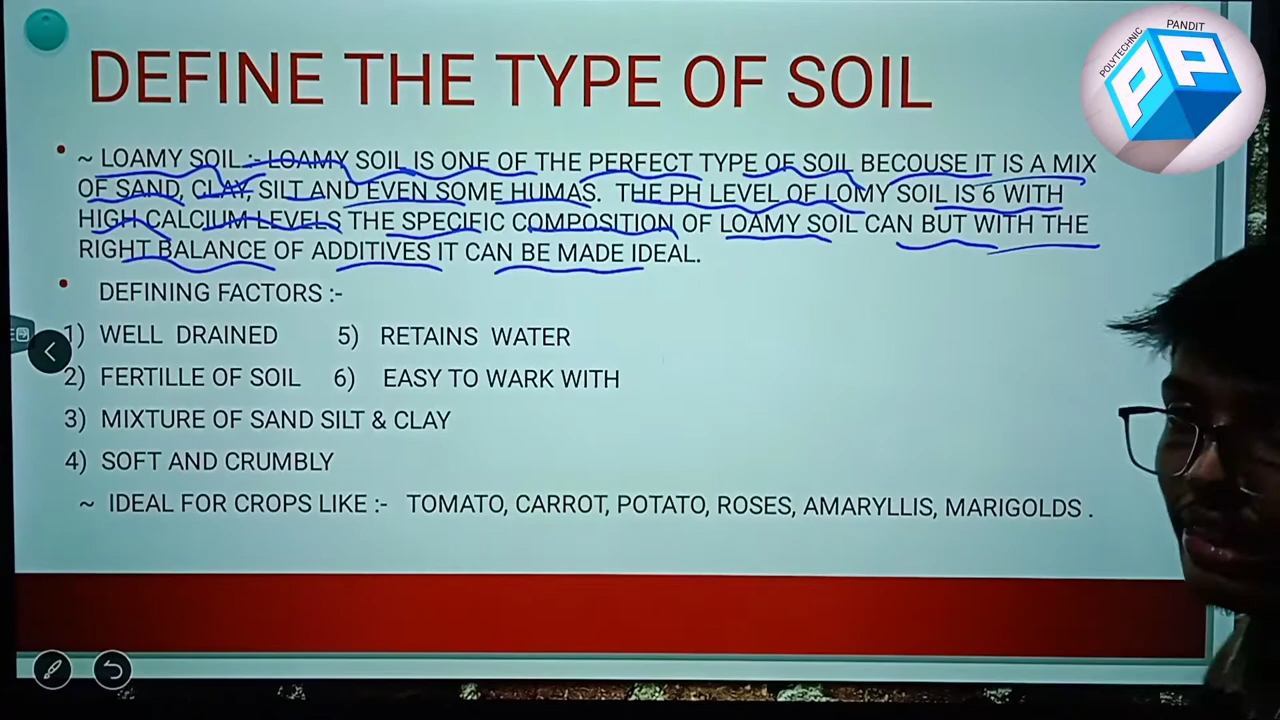 POLYTECHNIC PANDIT
PP
DEFINE THE TYPE OF SOIL
• ~ LOAMY SOIL :- LOAMY SOIL IS ONE OF THE PERFECT TYPE OF SOIL BECOUSE IT IS A MIX
OF SAND, CLAY, SILT AND EVEN SOME HUMAS. THE PH LEVEL OF LOMY SOIL IS 6 WITH
HIGH CALCIUM LEVELS THE SPECIFIC COMPOSITION OF LOAMY SOIL CAN BUT WITH THE
RIGHT BALANCE OF ADDITIVES IT CAN BE MADE IDEAL.
• DEFINING FACTORS :-
1) WELL DRAINED 5) RETAINS WATER
2) FERTILLE OF SOIL 6) EASY TO WARK WITH
3) MIXTURE OF SAND SILT & CLAY
4) SOFT AND CRUMBLY
~ IDEAL FOR CROPS LIKE :- TOMATO, CARROT, POTATO, ROSES, AMARYLLIS, MARIGOLDS .